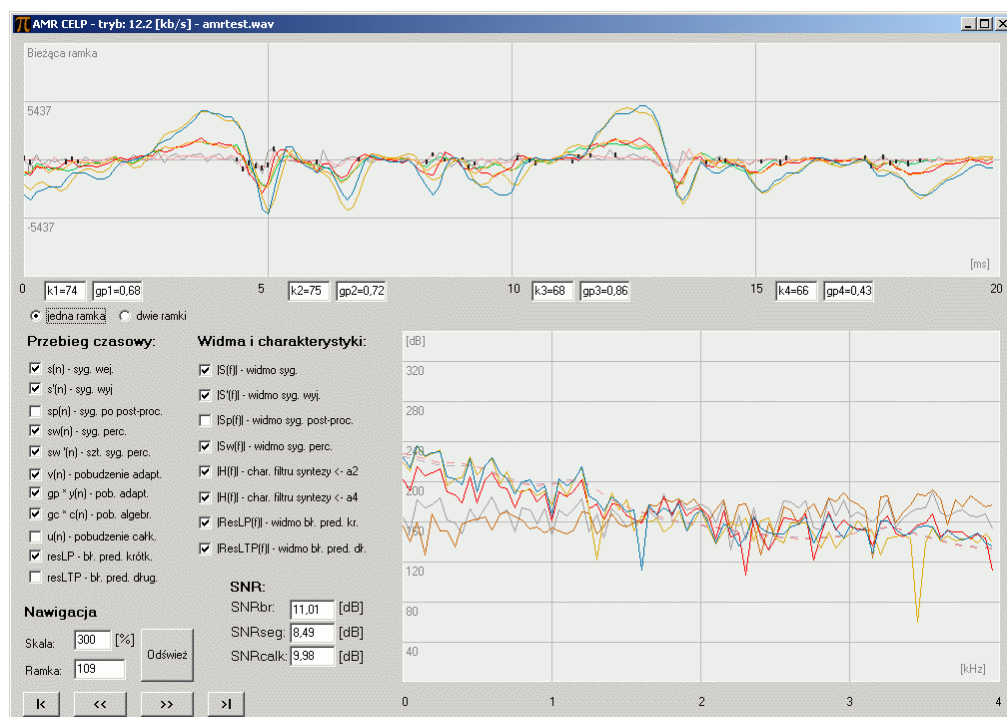 AMR CELP - tryb: 12.2 [kb/s] - amrtest.wav
Bieżąca ramka
5437
-5437
[ms]
0 k1=74 gp1=0,68 5 k2=75 gp2=0,72 10 k3=68 gp3=0,86 15 k4=66 gp4=0,43 20
jedna ramka dwie ramki
Przebieg czasowy:
s(n) - syg. wej.
s'(n) - syg. wyj
sp(n) - syg. po post-proc.
sw(n) - syg. perc.
sw '(n) - szt. syg. perc.
v(n) - pobudzenie adapt.
gp * y(n) - pob. adapt.
gc * c(n) - pob. algebr.
u(n) - pobudzenie całk.
resLP - bł. pred. krótk.
resLTP - bł. pred. dług.
Widma i charakterystyki:
|S(f)| - widmo syg.
|S'(f)| - widmo syg. wyj.
|Sp(f)| - widmo syg. post-proc.
|Sw(f)| - widmo syg. perc.
|H(f)| - char. filtru syntezy <- a2
|H(f)| - char. filtru syntezy <- a4
|ResLP(f)| - widmo bł. pred. kr.
|ResLTP(f)| - widmo bł. pred. dł.
SNR:
SNRbr: 11,01 [dB]
SNRseg: 8,49 [dB]
SNRcalk: 9,98 [dB]
Nawigacja
Skala: 300 [%]
Ramka: 109
Odśwież
|< << >> >|
[dB]
320
280
240
200
160
120
80
40
[kHz]
0 1 2 3 4